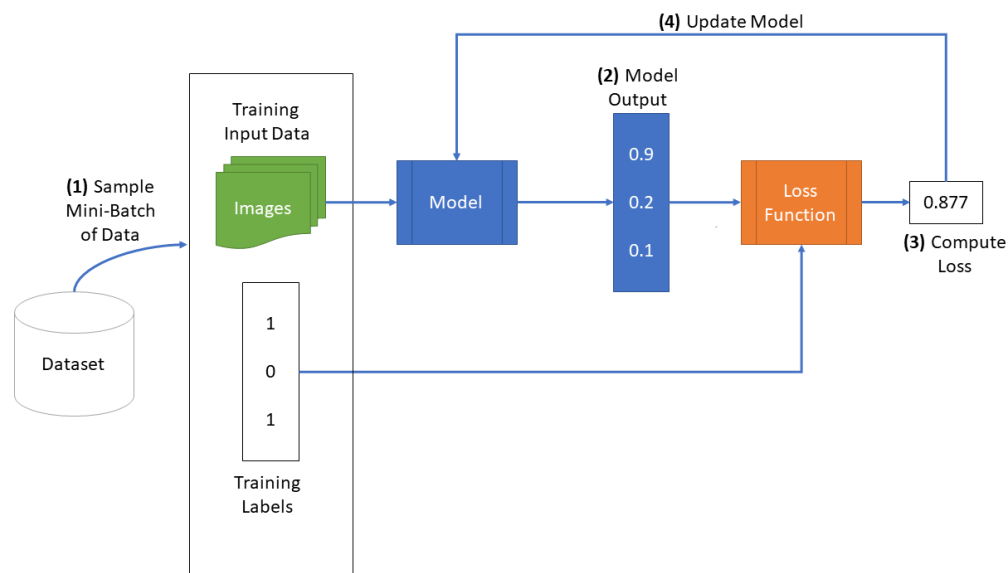 (4) Update Model
(2) Model
Output
Training
Input Data
(1) Sample
Mini-Batch
of Data
Images
Model
0.9
0.2
0.1
Loss
Function
0.877
(3) Compute
Loss
Dataset
1
0
1
Training
Labels